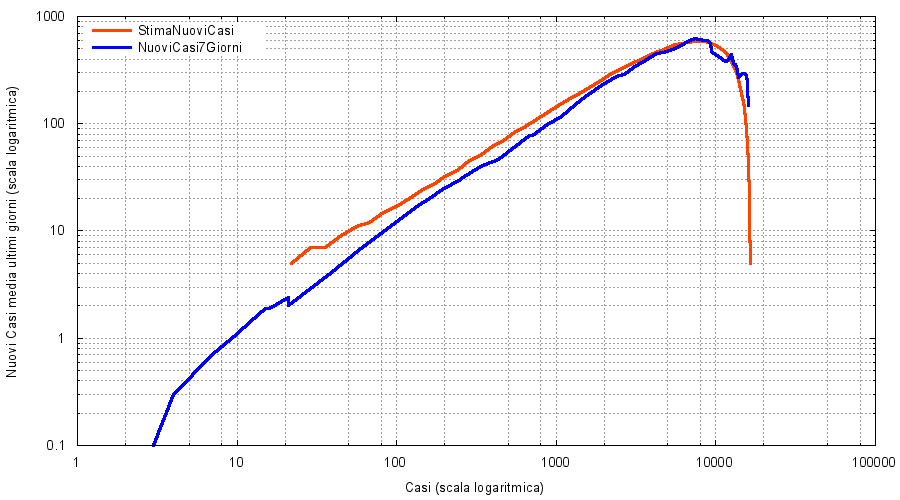 1000
100
10
1
0.1
StimaNuoviCasi
NuoviCasi7Giorni
Nuovi Casi media ultimi giorni (scala logaritmica)
1 10 100 1000 10000 100000
Casi (scala logaritmica)